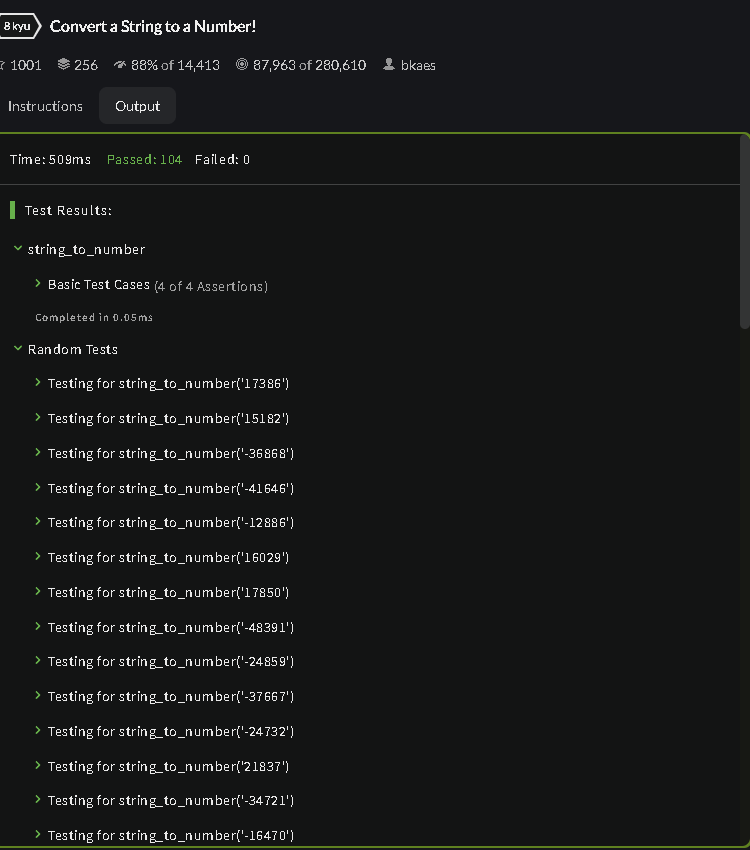 8 kyu Convert a String to a Number!
1001 256 88% of 14,413 87,963 of 280,610 bkaes
Instructions Output
Time: 509ms Passed: 104 Failed: 0
Test Results:
string_to_number
Basic Test Cases (4 of 4 Assertions)
Completed in 0.05ms
Random Tests
Testing for string_to_number('17386')
Testing for string_to_number('15182')
Testing for string_to_number('-36868')
Testing for string_to_number('-41646')
Testing for string_to_number('-12886')
Testing for string_to_number('16029')
Testing for string_to_number('17850')
Testing for string_to_number('-48391')
Testing for string_to_number('-24859')
Testing for string_to_number('-37667')
Testing for string_to_number('-24732')
Testing for string_to_number('21837')
Testing for string_to_number('-34721')
Testing for string_to_number('-16470')